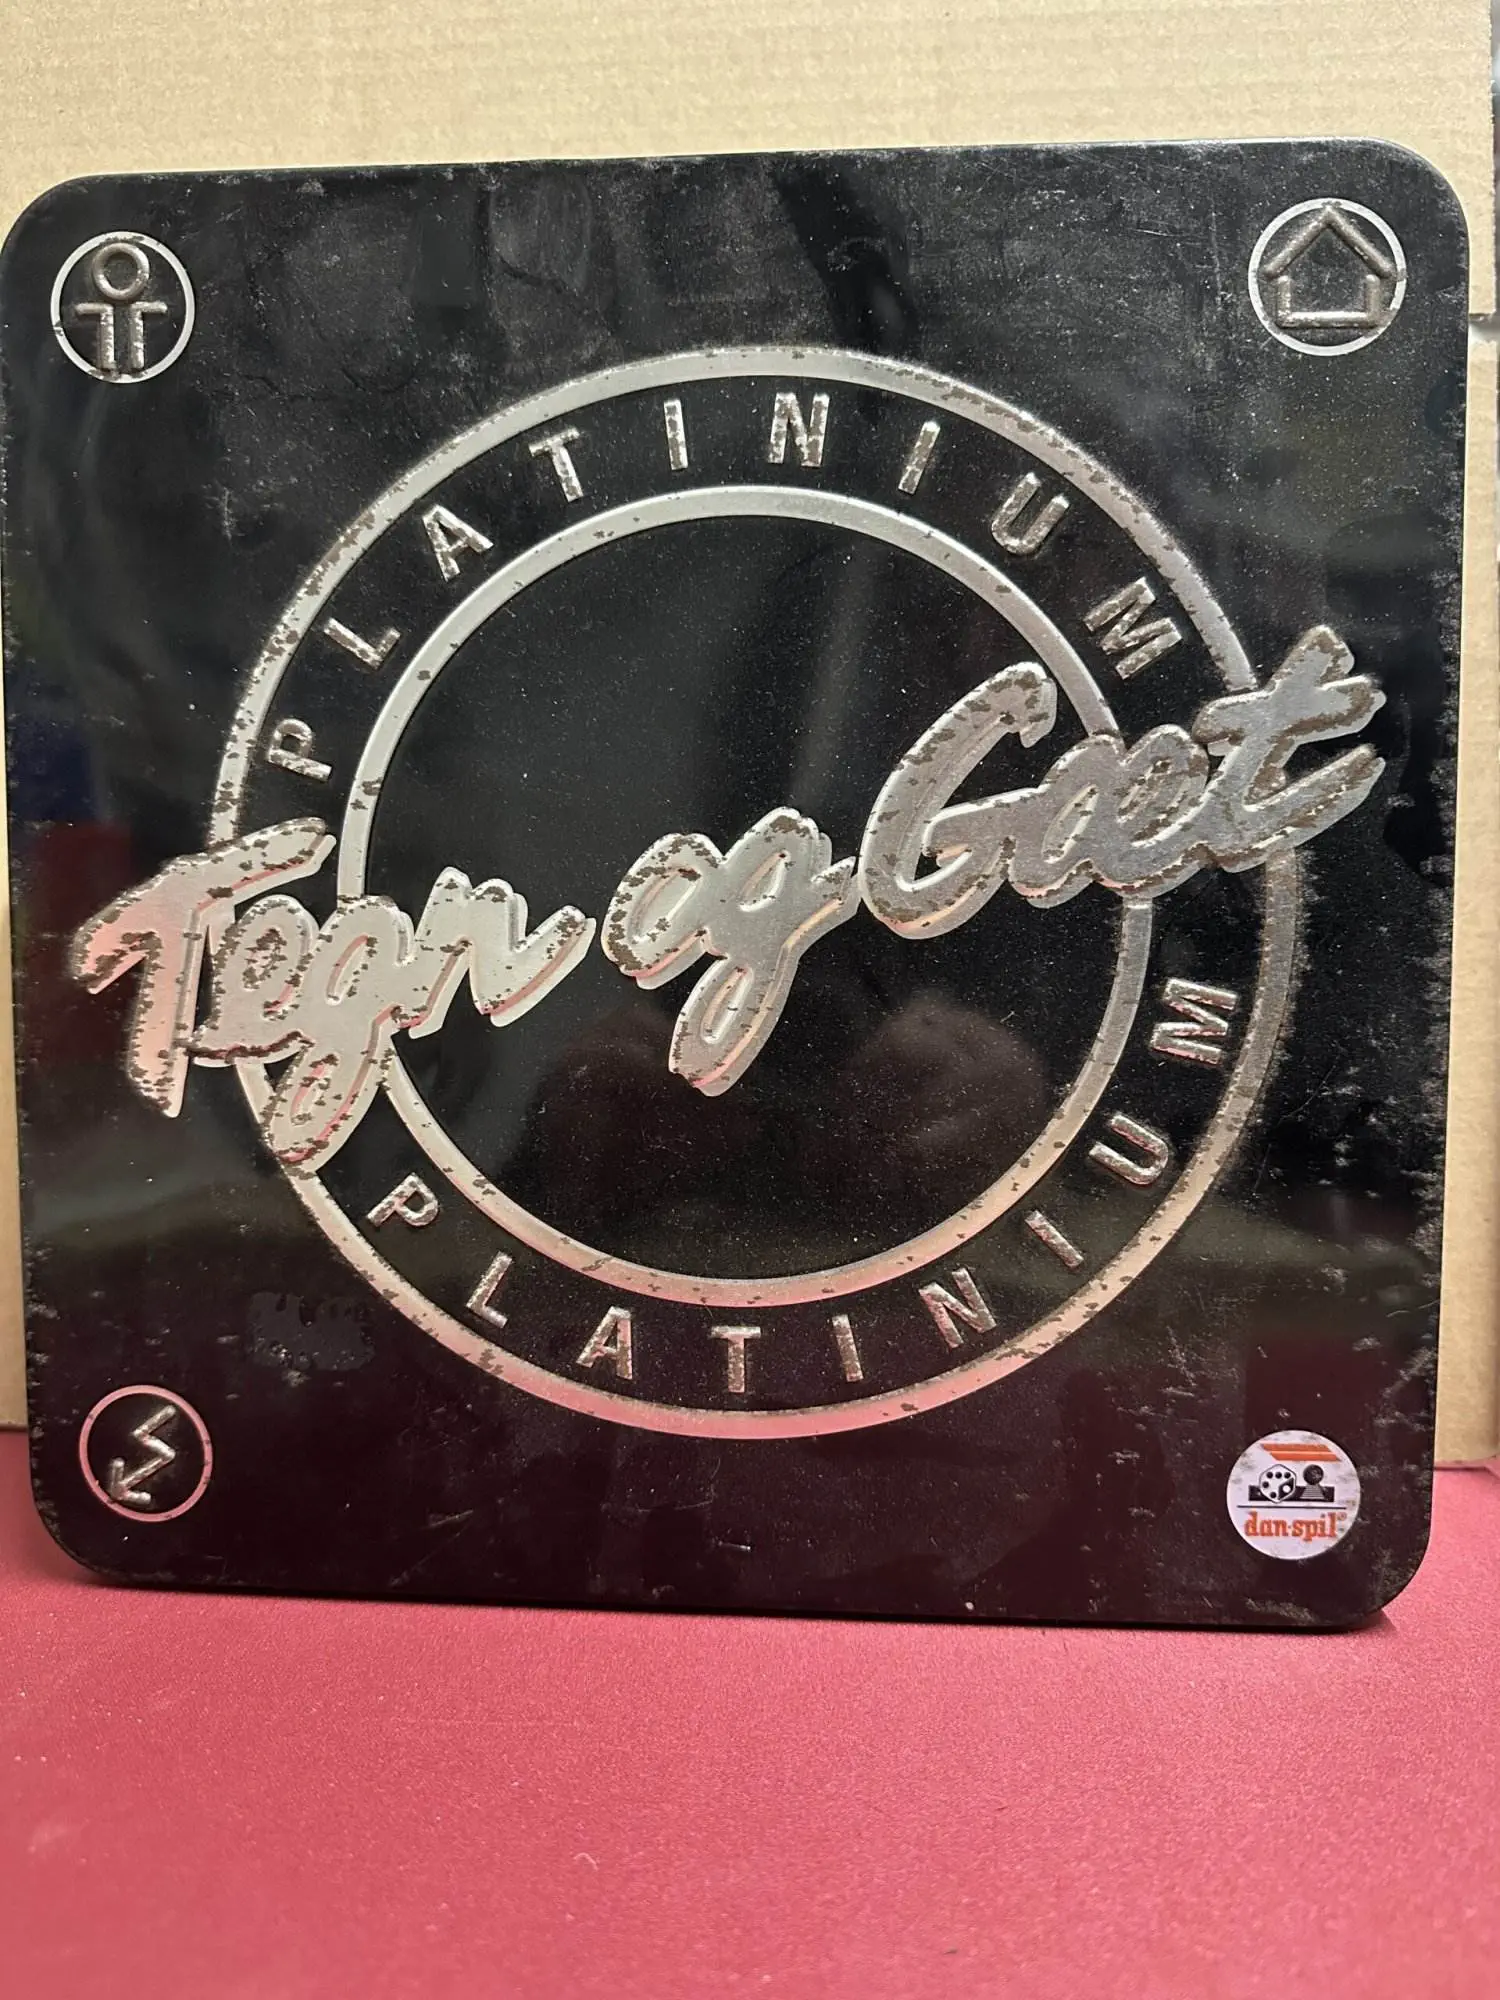 PLATINIUM
Tegn og Gæt
PLATINIUM
dan·spil®